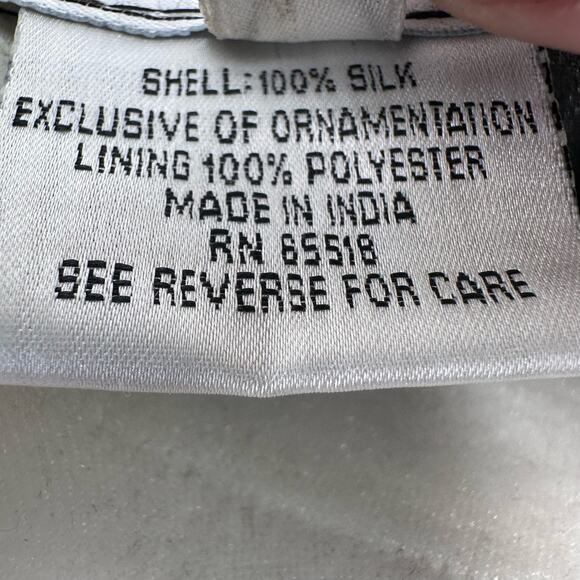 SHELL: 100% SILK
EXCLUSIVE OF ORNAMENTATION
LINING 100% POLYESTER
MADE IN INDIA
RN 65518
SEE REVERSE FOR CARE